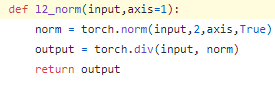 def l2_norm(input,axis=1):
    norm = torch.norm(input,2,axis,True)
    output = torch.div(input, norm)
    return output